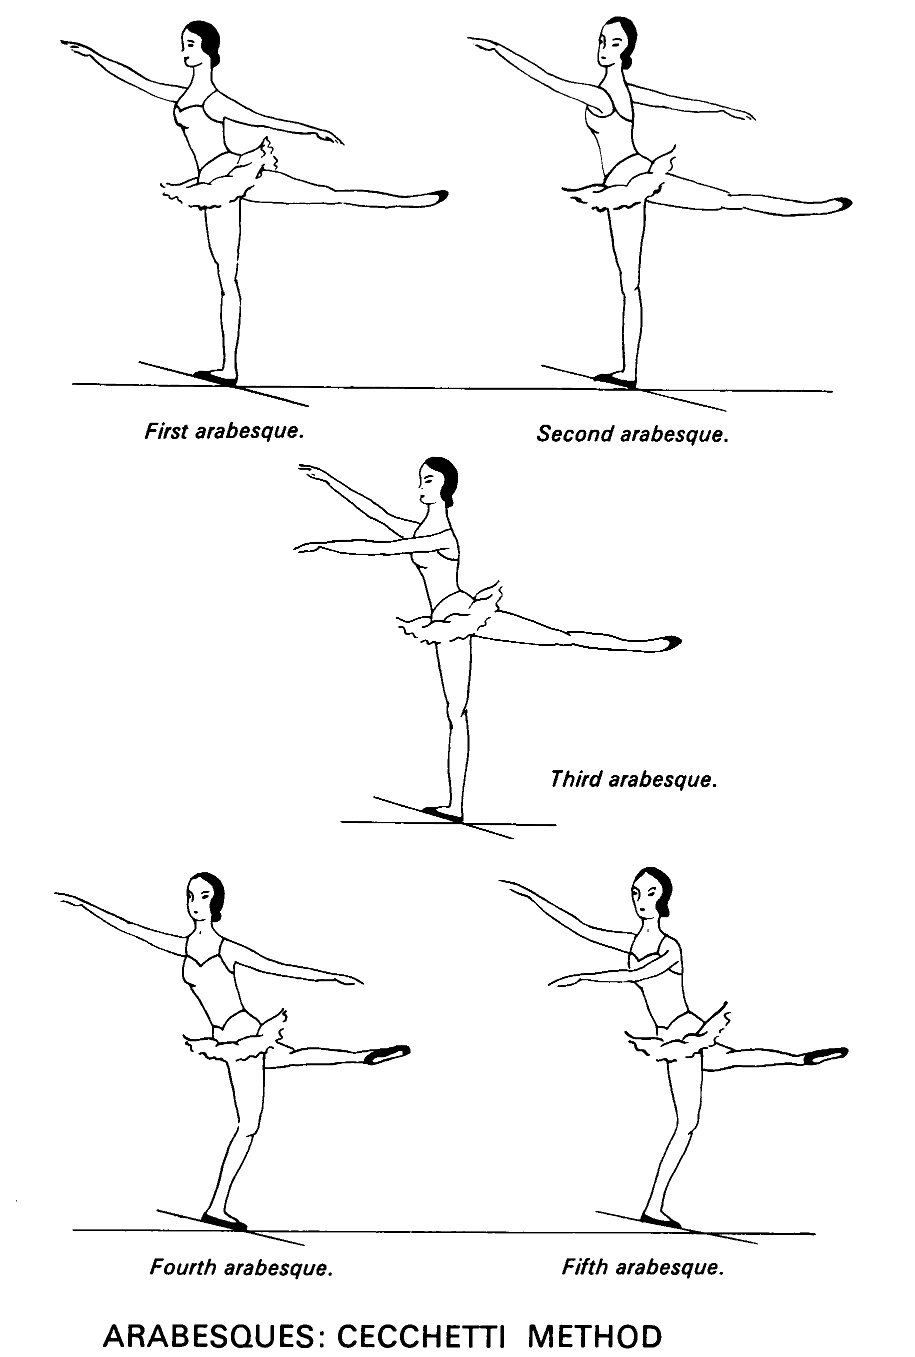 First arabesque.
Second arabesque.
Third arabesque.
Fourth arabesque.
Fifth arabesque.
ARABESQUES: CECCHETTI METHOD